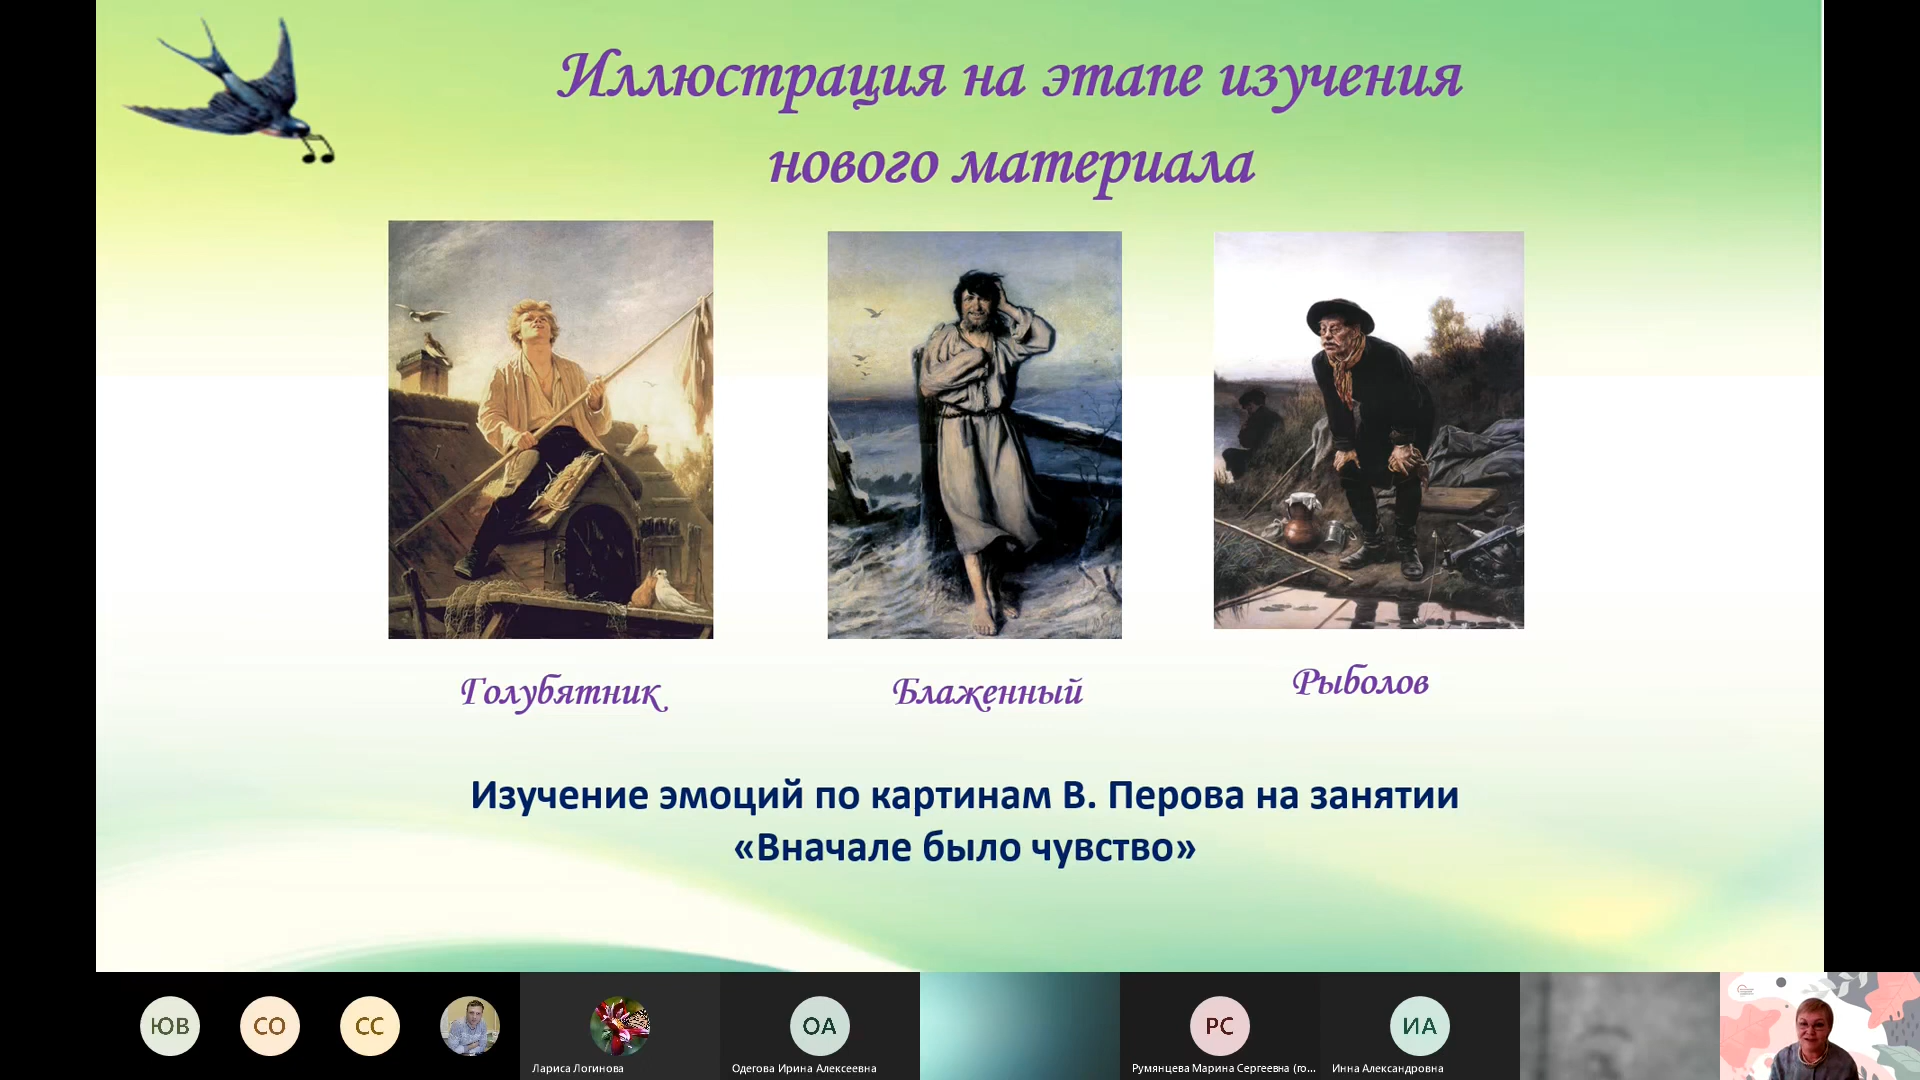 Иллюстрация на этапе изучения
нового материала
Голубятник
Блаженный
Рыболов
Изучение эмоций по картинам В. Перова на занятии
«Вначале было чувство»
ЮВ
СО
СС
ОА
РС
ИА
Лариса Логинова
Одегова Ирина Алексеевна
Румянцева Марина Сергеевна (го...
Инна Александровна